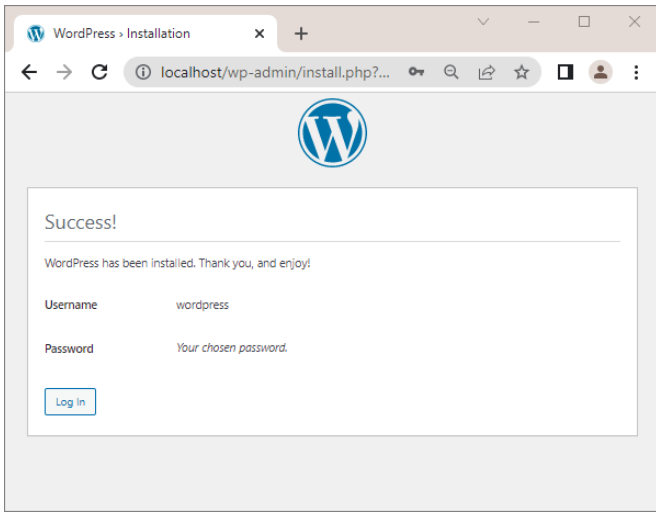 WordPress › Installation
localhost/wp-admin/install.php?...
Success!
WordPress has been installed. Thank you, and enjoy!
Username wordpress
Password Your chosen password.
Log In